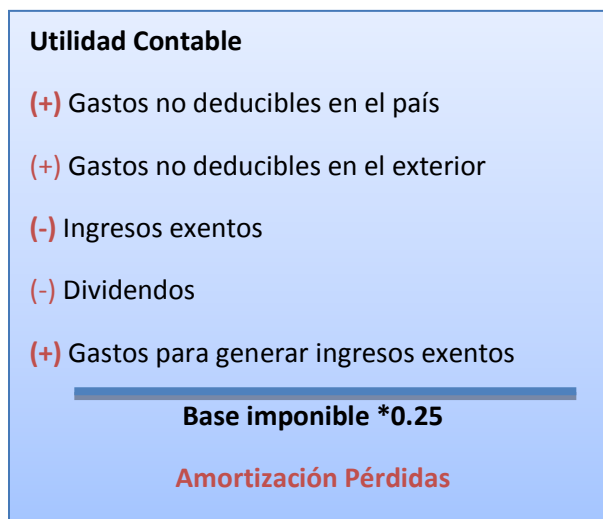 Utilidad Contable
(+) Gastos no deducibles en el país
(+) Gastos no deducibles en el exterior
(-) Ingresos exentos
(-) Dividendos
(+) Gastos para generar ingresos exentos
Base imponible *0.25
Amortización Pérdidas